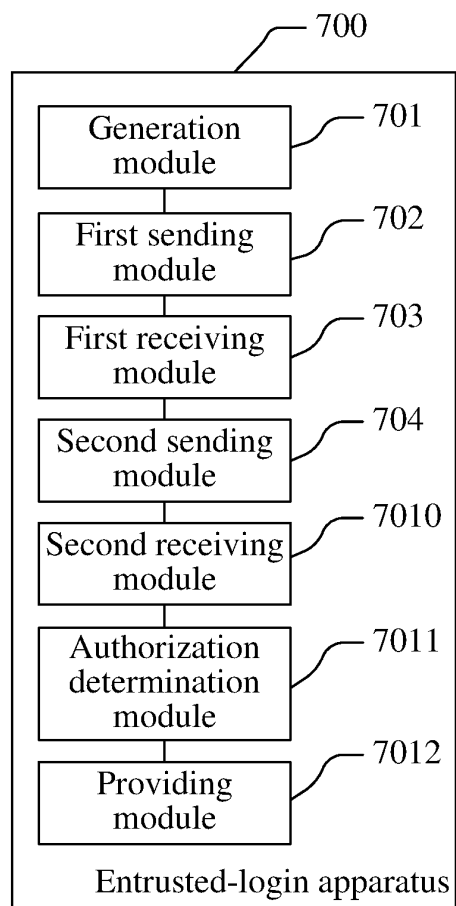 700
Generation
module
701
First sending
module
702
First receiving
module
703
Second sending
module
704
Second receiving
module
7010
Authorization
determination
module
7011
Providing
module
7012
Entrusted-login apparatus